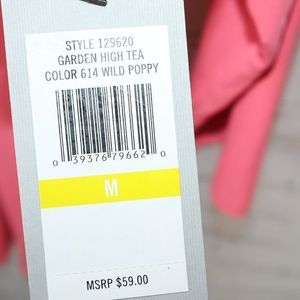 STYLE 129620
GARDEN HIGH TEA
COLOR 614 WILD POPPY
0 39376 79662 0
M
MSRP $59.00